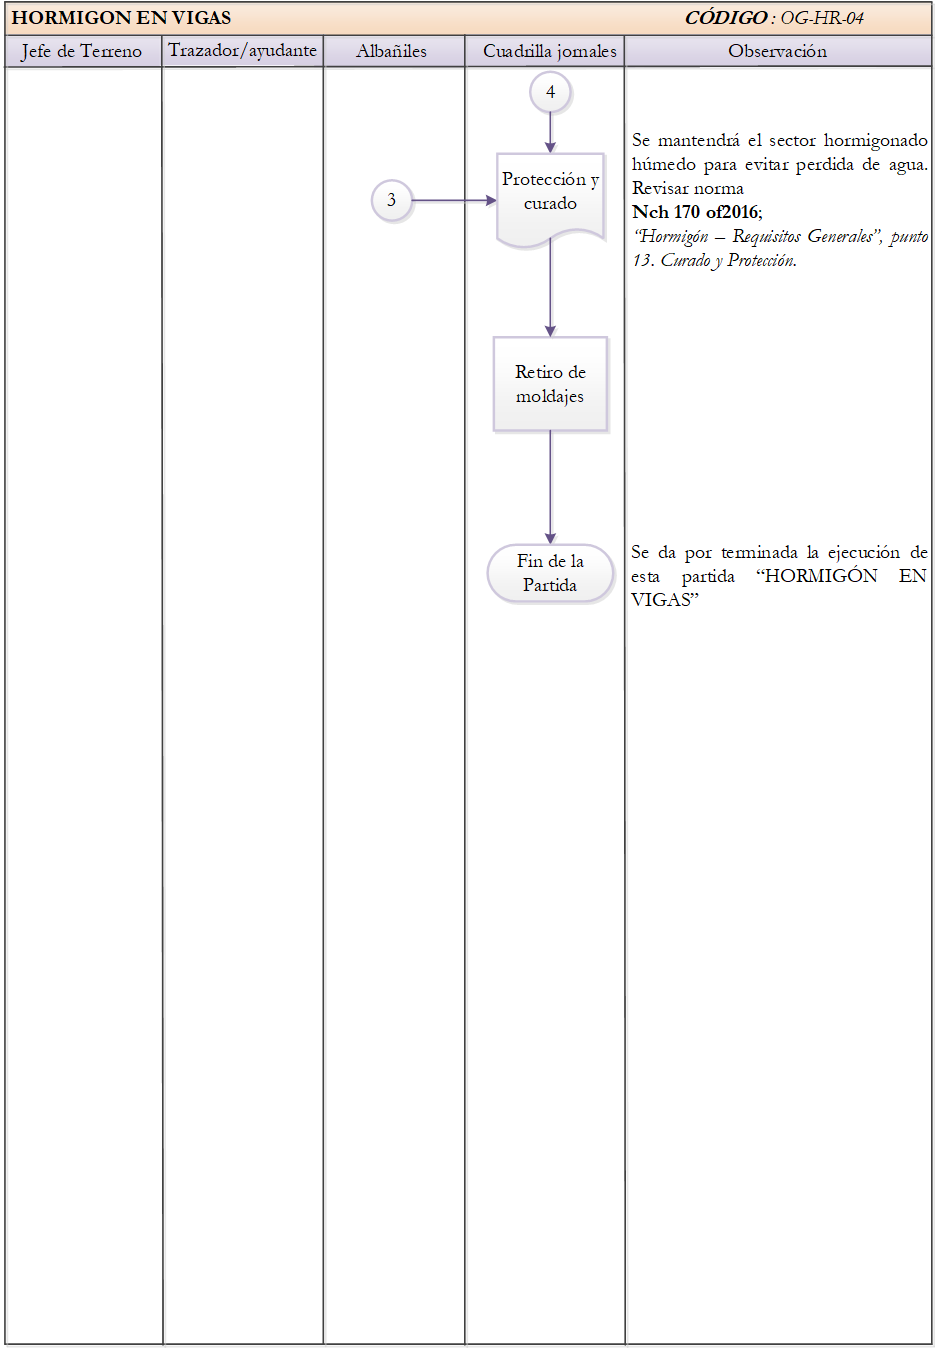 HORMIGON EN VIGAS
CÓDIGO : OG-HR-04
Jefe de Terreno
Trazador/ayudante
Albañiles
Cuadrilla jornales
Observación
4
Protección y
curado
3
Se mantendrá el sector hormigonado
húmedo para evitar perdida de agua.
Revisar norma
Nch 170 of2016;
“Hormigón – Requisitos Generales”, punto
13. Curado y Protección.
Retiro de
moldajes
Fin de la
Partida
Se da por terminada la ejecución de
esta partida “HORMIGÓN EN
VIGAS”